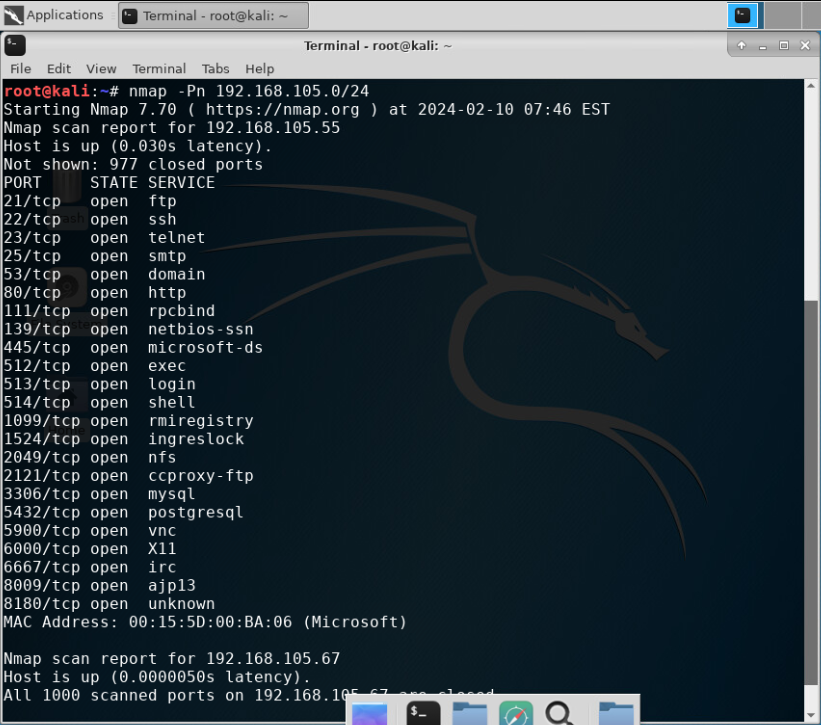 Applications
Terminal - root@kali: ~
Terminal - root@kali: ~
File Edit View Terminal Tabs Help
root@kali:~# nmap -Pn 192.168.105.0/24
Starting Nmap 7.70 ( https://nmap.org ) at 2024-02-10 07:46 EST
Nmap scan report for 192.168.105.55
Host is up (0.030s latency).
Not shown: 977 closed ports
PORT STATE SERVICE
21/tcp open ftp
22/tcp open ssh
23/tcp open telnet
25/tcp open smtp
53/tcp open domain
80/tcp open http
111/tcp open rpcbind
139/tcp open netbios-ssn
445/tcp open microsoft-ds
512/tcp open exec
513/tcp open login
514/tcp open shell
1099/tcp open rmiregistry
1524/tcp open ingreslock
2049/tcp open nfs
2121/tcp open ccproxy-ftp
3306/tcp open mysql
5432/tcp open postgresql
5900/tcp open vnc
6000/tcp open X11
6667/tcp open irc
8009/tcp open ajp13
8180/tcp open unknown
MAC Address: 00:15:5D:00:BA:06 (Microsoft)
Nmap scan report for 192.168.105.67
Host is up (0.0000050s latency).
All 1000 scanned ports on 192.168.105.67 are closed